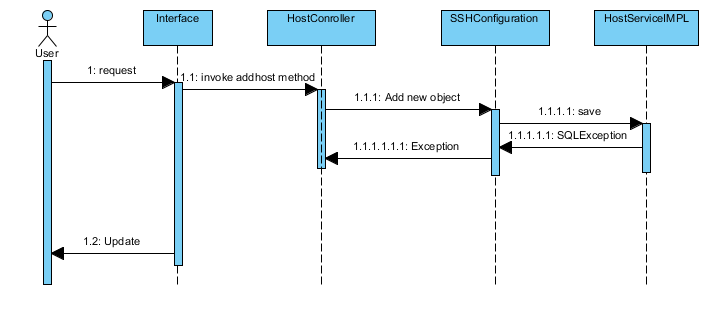 Interface
HostConroller
SSHConfiguration
HostServiceIMPL
User
1: request
1.1: invoke addhost method
1.1.1: Add new object
1.1.1.1: save
1.1.1.1.1: SQLException
1.1.1.1.1.1: Exception
1.2: Update